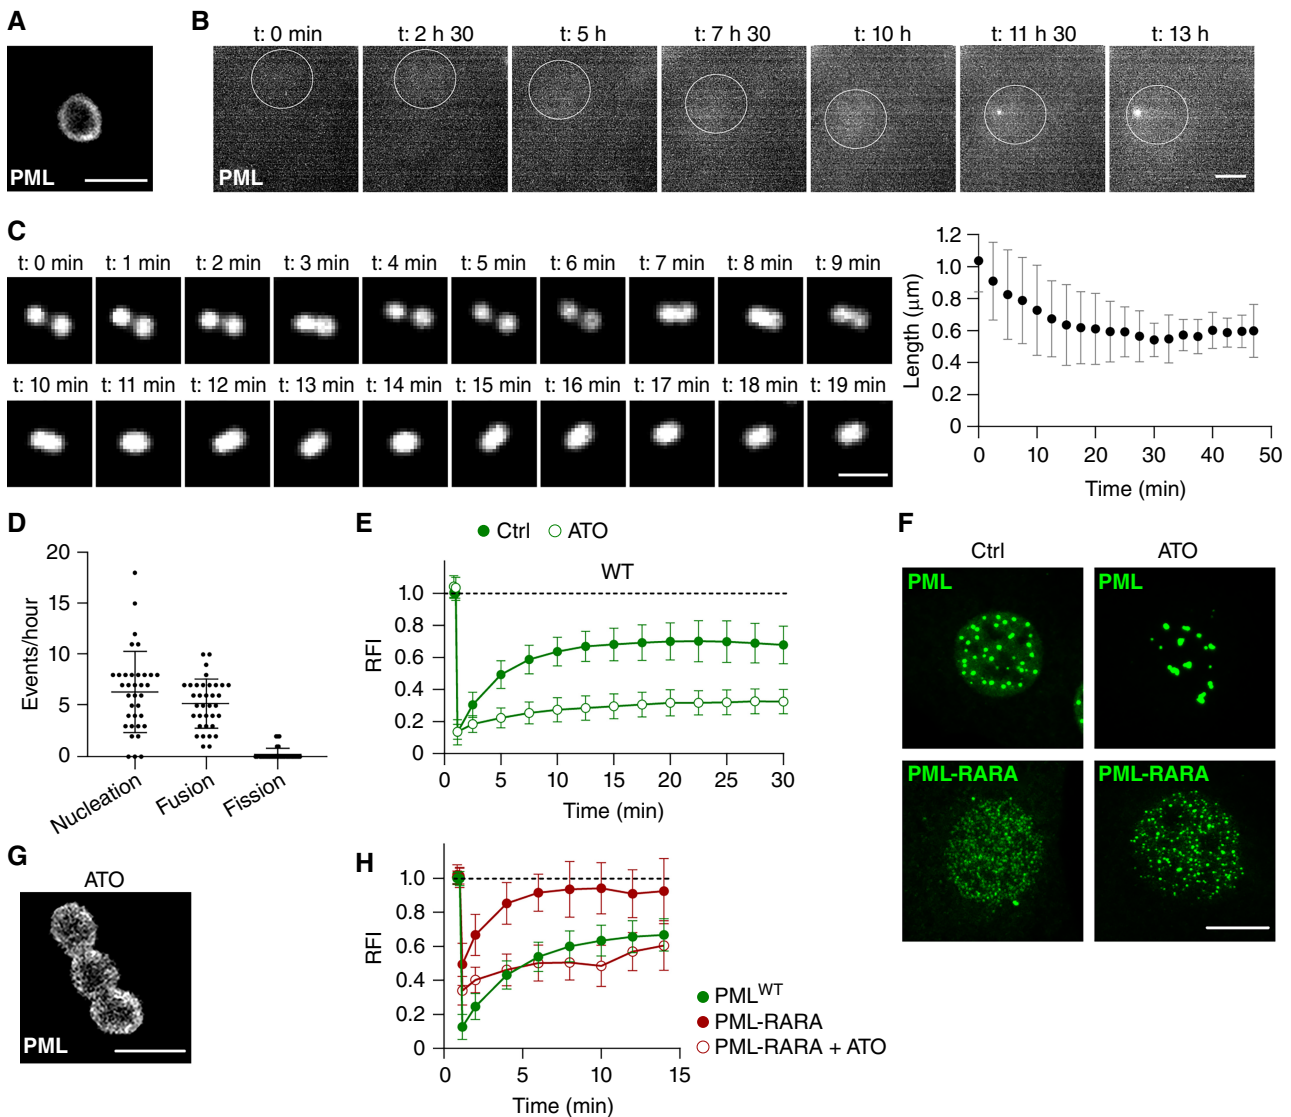 A
PML
B
t: 0 min t: 2 h 30 t: 5 h t: 7 h 30 t: 10 h t: 11 h 30 t: 13 h
PML
C
t: 0 min t: 1 min t: 2 min t: 3 min t: 4 min t: 5 min t: 6 min t: 7 min t: 8 min t: 9 min
t: 10 min t: 11 min t: 12 min t: 13 min t: 14 min t: 15 min t: 16 min t: 17 min t: 18 min t: 19 min
Length (μm)
1.2
1.0
0.8
0.6
0.4
0.2
0
0 10 20 30 40 50
Time (min)
D
Events/hour
20
15
10
5
0
Nucleation Fusion Fission
E
Ctrl ATO
WT
RFI
1.0
0.8
0.6
0.4
0.2
0
0 5 10 15 20 25 30
Time (min)
F
Ctrl ATO
PML PML
PML-RARA PML-RARA
G
ATO
PML
H
RFI
1.0
0.8
0.6
0.4
0.2
0
0 5 10 15
Time (min)
PMLWT
PML-RARA
PML-RARA + ATO